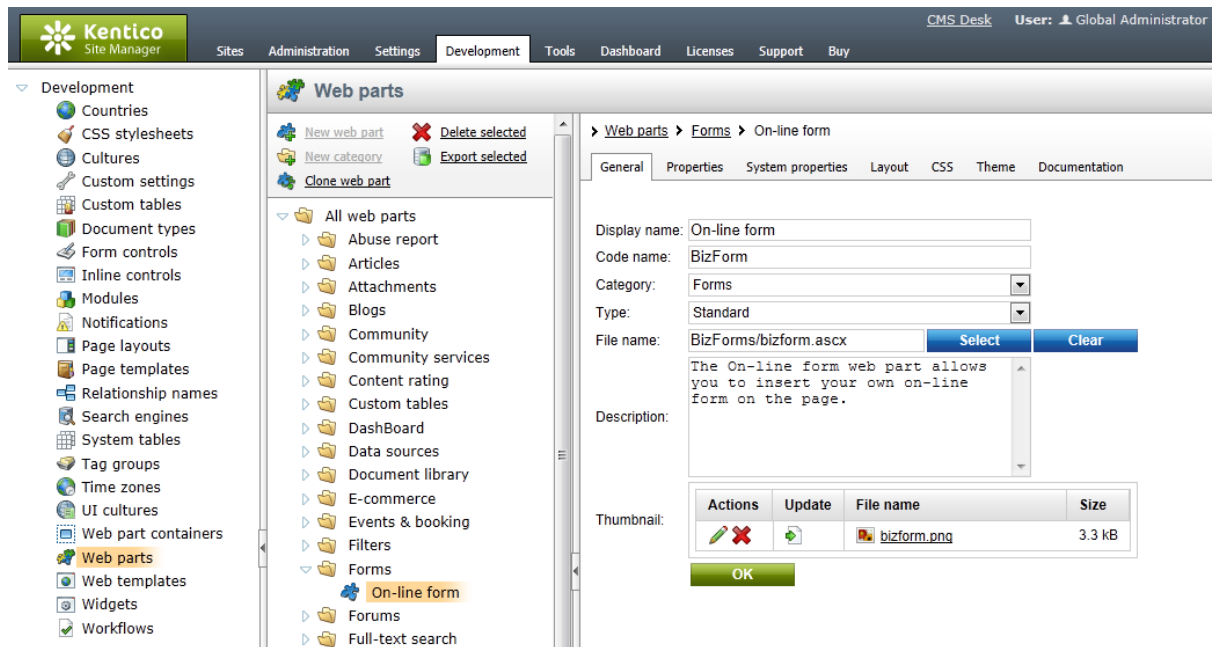 Kentico
Site Manager
CMS Desk User: Global Administrator
Sites Administration Settings Development Tools Dashboard Licenses Support Buy
Development
Countries
CSS stylesheets
Cultures
Custom settings
Custom tables
Document types
Form controls
Inline controls
Modules
Notifications
Page layouts
Page templates
Relationship names
Search engines
System tables
Tag groups
Time zones
UI cultures
Web part containers
Web parts
Web templates
Widgets
Workflows
Web parts
New web part Delete selected
New category Export selected
Clone web part
All web parts
Abuse report
Articles
Attachments
Blogs
Community
Community services
Content rating
Custom tables
DashBoard
Data sources
Document library
E-commerce
Events & booking
Filters
Forms
On-line form
Forums
Full-text search
Web parts Forms On-line form
General Properties System properties Layout CSS Theme Documentation
Display name: On-line form
Code name: BizForm
Category: Forms
Type: Standard
File name: BizForms/bizform.ascx Select Clear
Description: The On-line form web part allows
you to insert your own on-line
form on the page.
Thumbnail:
Actions Update File name Size
bizform.png 3.3 kB
OK